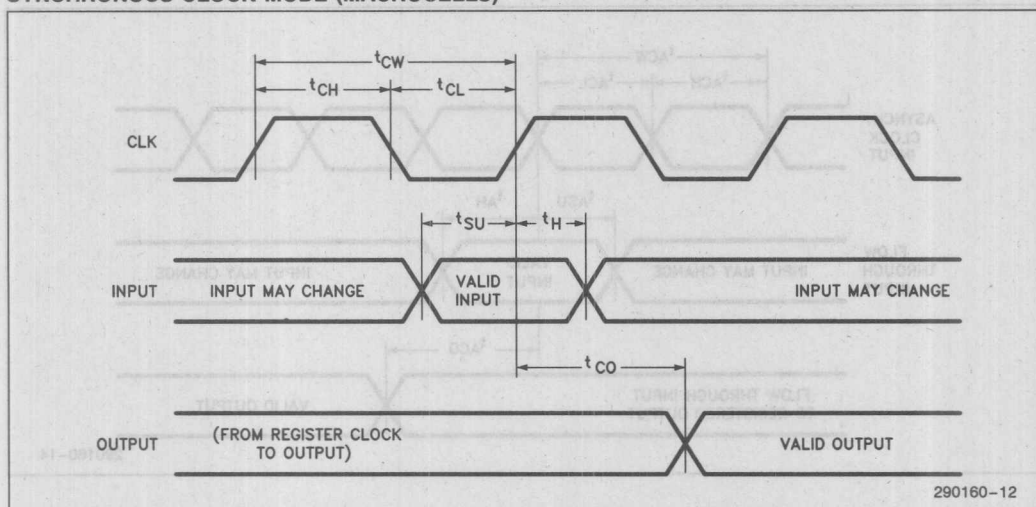 SYNCHRONOUS CLOCK MODE (MACROCELLS)
tCW
tCH
tCL
CLK
tSU
tH
INPUT
INPUT MAY CHANGE
VALID
INPUT
INPUT MAY CHANGE
tCO
OUTPUT
(FROM REGISTER CLOCK
TO OUTPUT)
VALID OUTPUT
290160-12